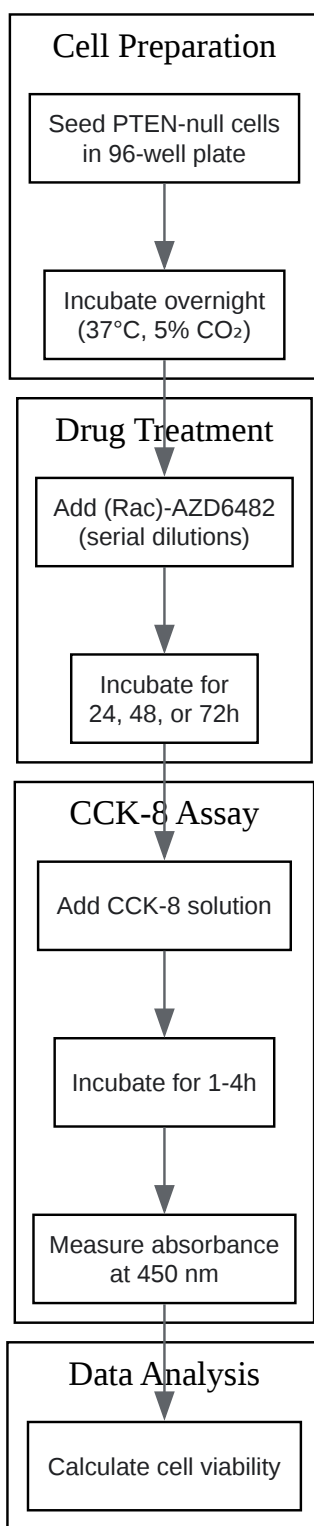 Cell Preparation
Seed PTEN-null cells
in 96-well plate
Incubate overnight
(37°C, 5% CO₂)
Drug Treatment
Add (Rac)-AZD6482
(serial dilutions)
Incubate for
24, 48, or 72h
CCK-8 Assay
Add CCK-8 solution
Incubate for 1-4h
Measure absorbance
at 450 nm
Data Analysis
Calculate cell viability